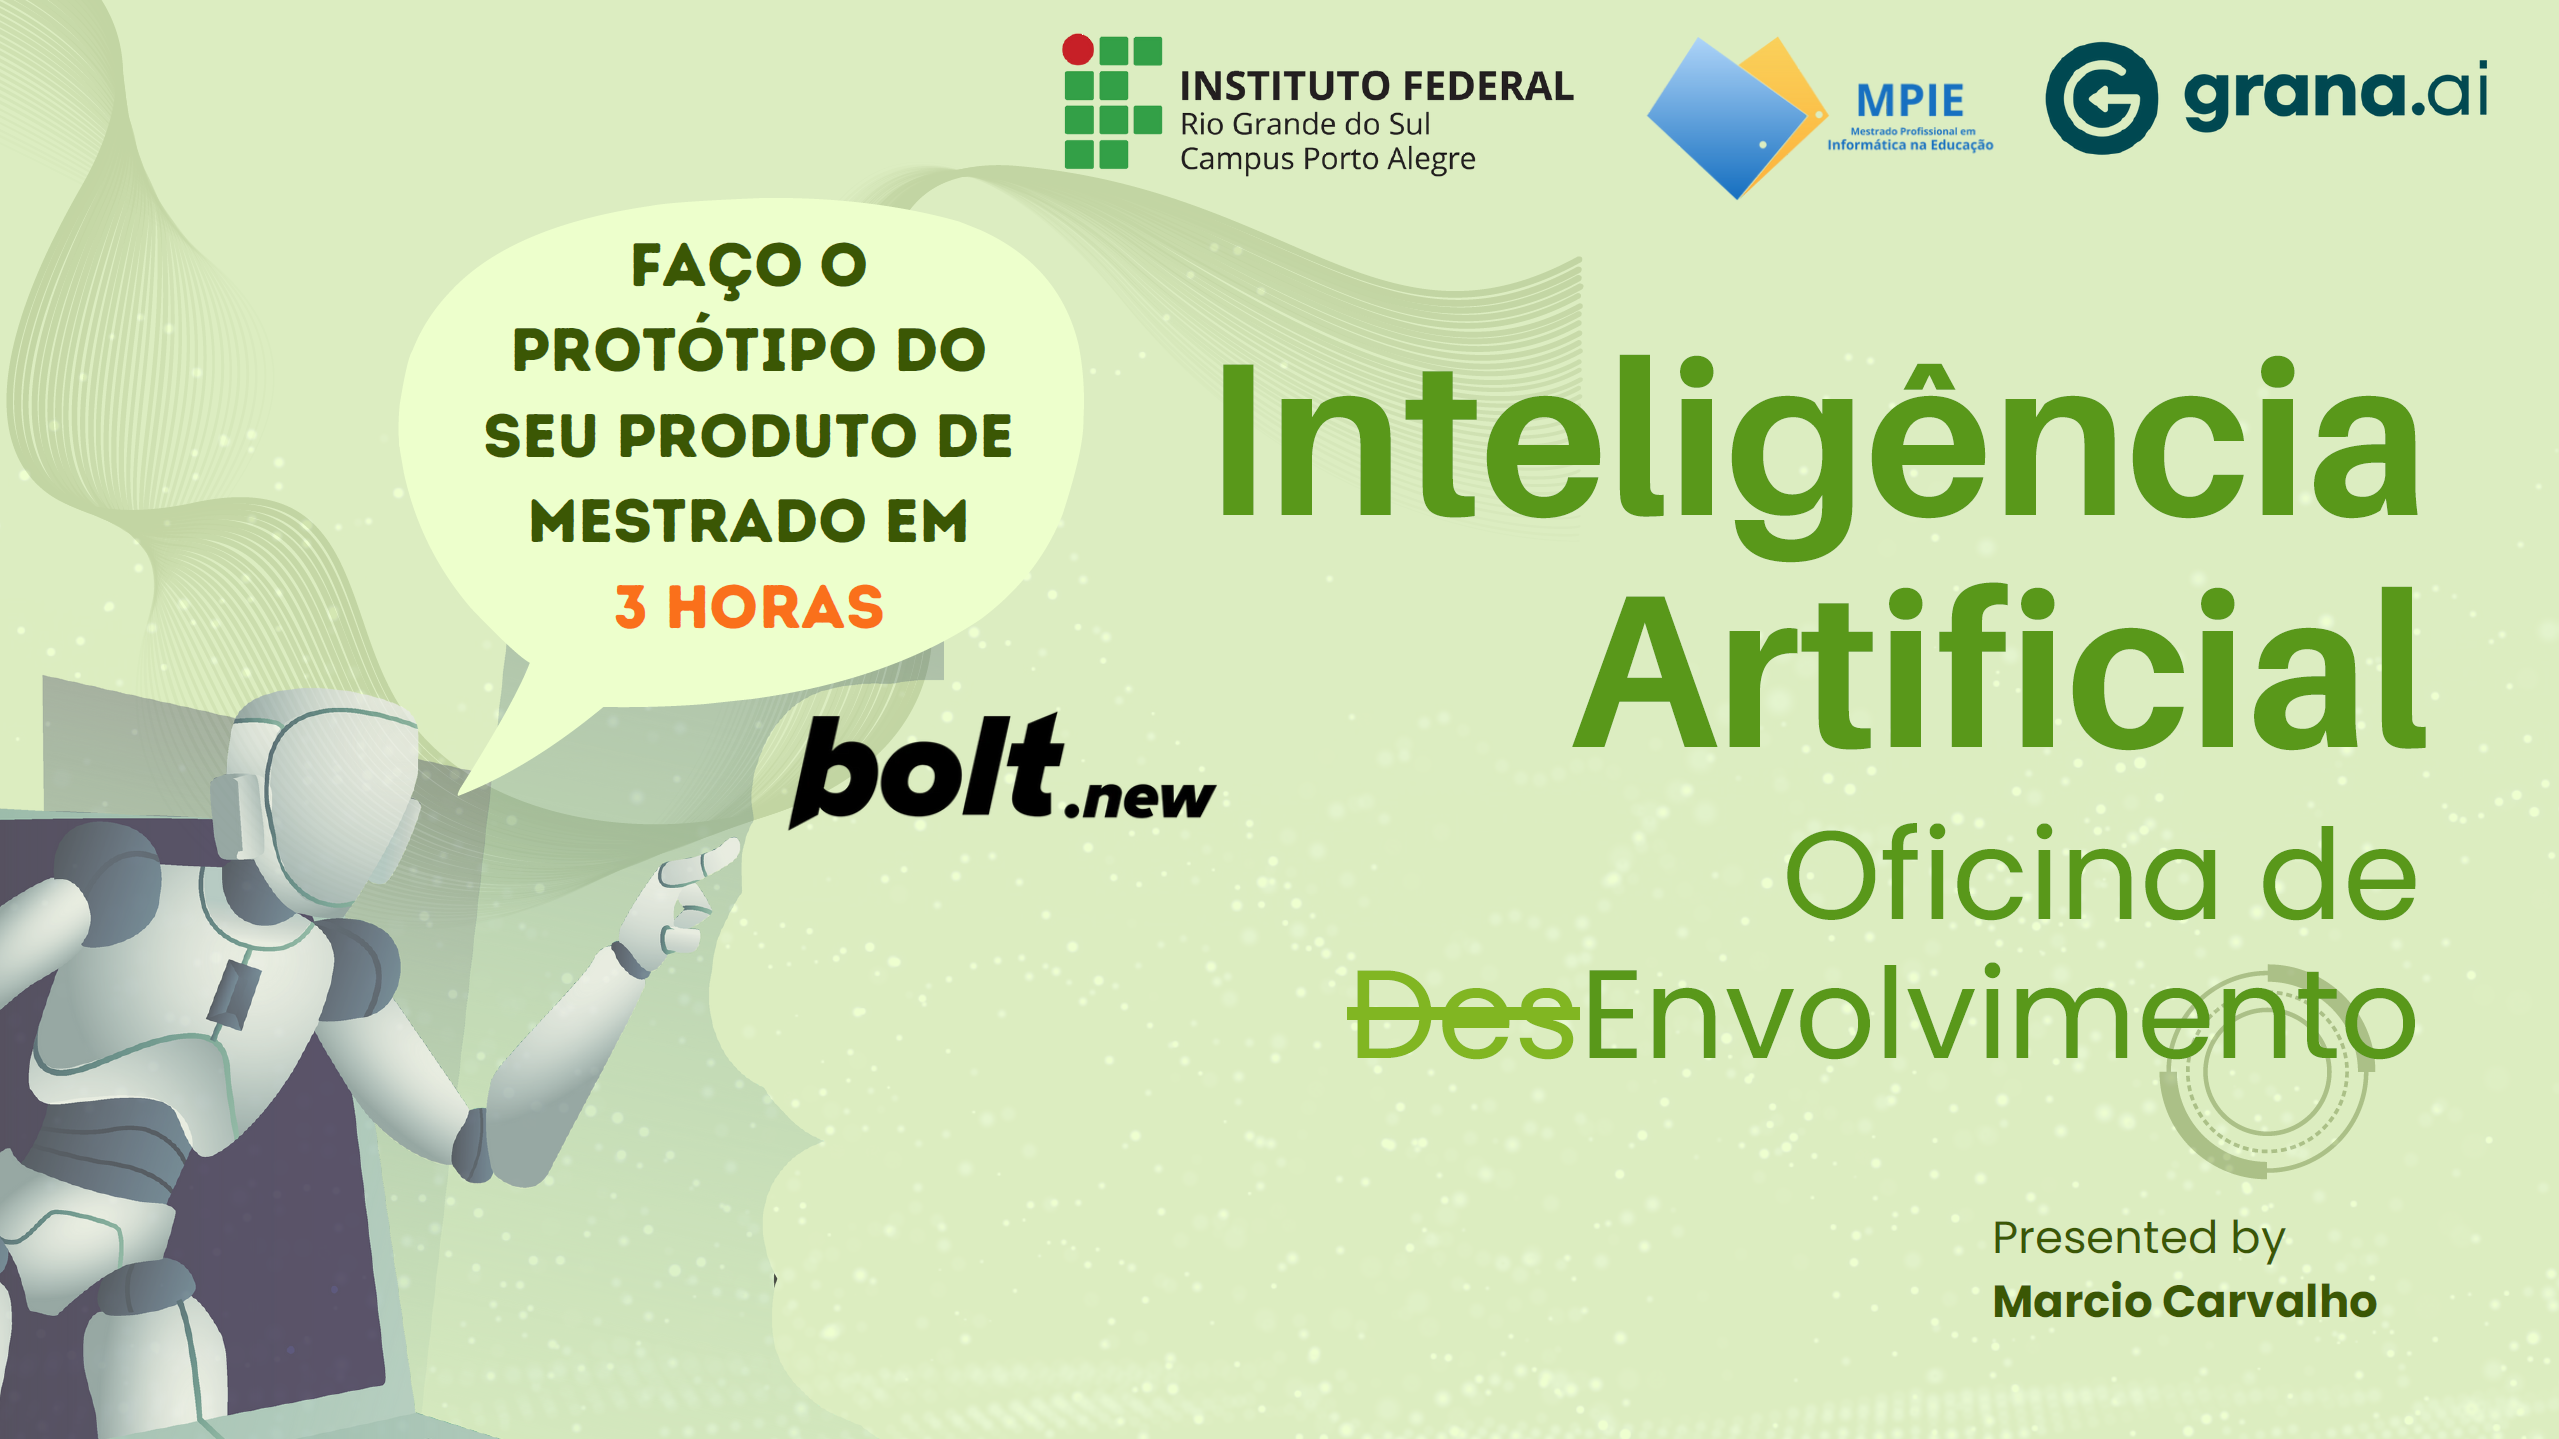 INSTITUTO FEDERAL
Rio Grande do Sul
Campus Porto Alegre
MPIE
Mestrado Profissional em
Informática na Educação
grana.ai
FAÇO O
PROTÓTIPO DO
SEU PRODUTO DE
MESTRADO EM
3 HORAS
bolt.new
Inteligência
Artificial
Oficina de
DesEnvolvimento
Presented by
Marcio Carvalho